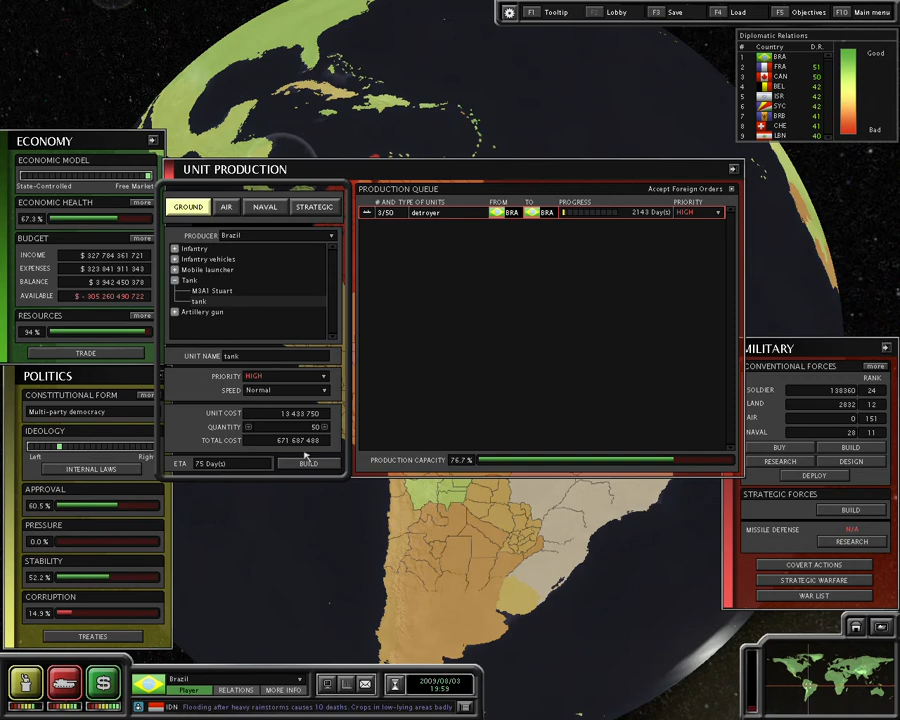 F1 Tooltip F2 Lobby F3 Save F4 Load F5 Objectives F10 Main menu
Diplomatic Relations
# Country D.R.
1 BRA
2 FRA 51
3 CAN 50
4 BEL 42
5 ISR 42
6 SYC 42
7 BRB 41
8 CHE 41
9 LBN 40
Good
Bad
ECONOMY
ECONOMIC MODEL
State-Controlled Free Market
ECONOMIC HEALTH more
67.3 %
BUDGET more
INCOME $ 327 784 361 721
EXPENSES $ 323 841 911 343
BALANCE $ 3 942 450 378
AVAILABLE $ - 305 260 490 722
RESOURCES more
94 %
TRADE
POLITICS
CONSTITUTIONAL FORM mor
Multi-party democracy
IDEOLOGY
Left Righ
INTERNAL LAWS
APPROVAL
60.5 %
PRESSURE
0.0 %
STABILITY
52.2 %
CORRUPTION
14.9 %
TREATIES
UNIT PRODUCTION
GROUND AIR NAVAL STRATEGIC
PRODUCER Brazil
Infantry
Infantry vehicles
Mobile launcher
Tank
M3A1 Stuart
tank
Artillery gun
UNIT NAME tank
PRIORITY HIGH
SPEED Normal
UNIT COST 13 433 750
QUANTITY 50
TOTAL COST 671 687 488
ETA 75 Day(s) BUILD
PRODUCTION QUEUE Accept Foreign Orders
# AND TYPE OF UNITS FROM TO PROGRESS PRIORITY
3/50 detroyer BRA BRA 2143 Day(s) HIGH
PRODUCTION CAPACITY 76.7 %
MILITARY
CONVENTIONAL FORCES more
RANK
SOLDIER 138360 24
LAND 2832 12
AIR 0 151
NAVAL 28 11
BUY BUILD
RESEARCH DESIGN
DEPLOY
STRATEGIC FORCES
BUILD
MISSILE DEFENSE N/A
RESEARCH
COVERT ACTIONS
STRATEGIC WARFARE
WAR LIST
Brazil
Player RELATIONS MORE INFO
2009/08/03
19:59
IDN Flooding after heavy rainstorms causes 10 deaths. Crops in low-lying areas badly